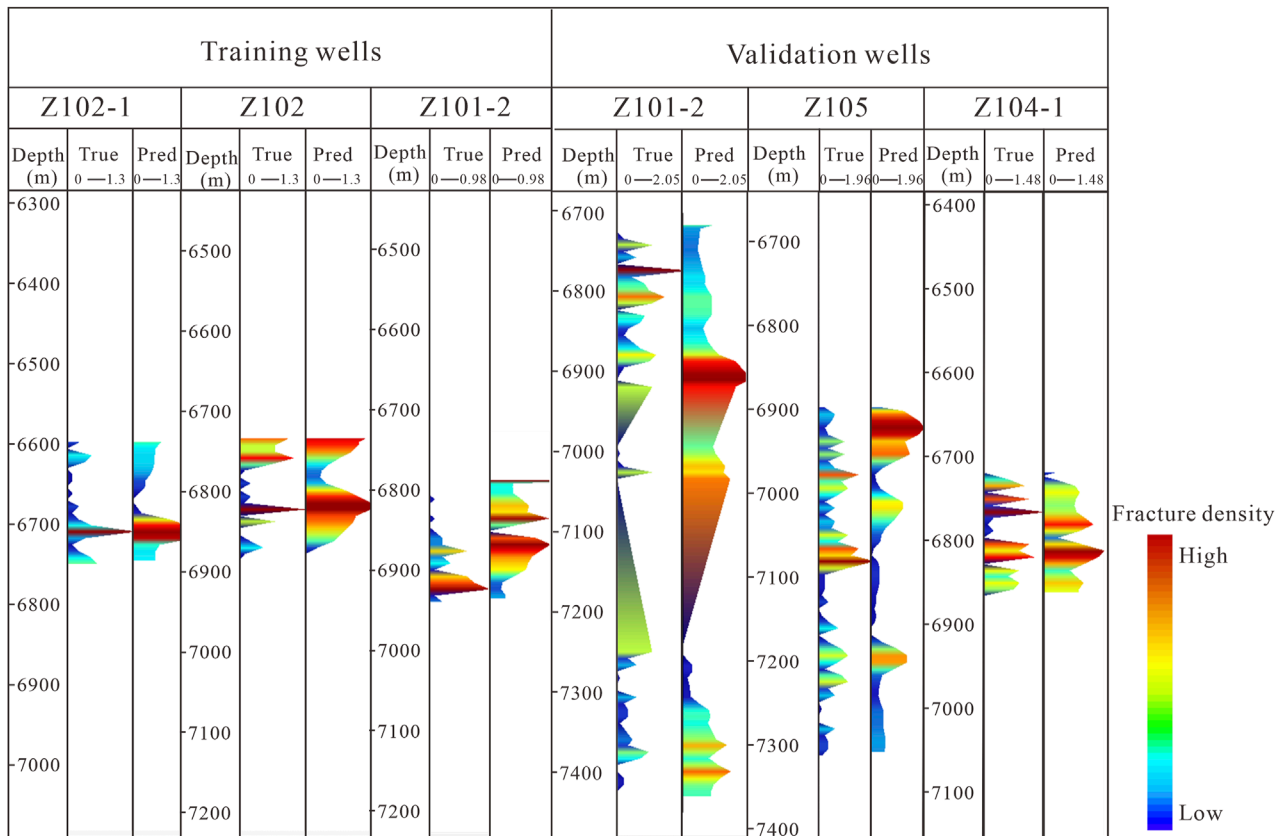 Training wells
Validation wells
Z102-1
Z102
Z101-2
Z101-2
Z105
Z104-1
Depth (m)
True
0—1.3
Pred
0—1.3
Depth (m)
True
0—1.3
Pred
0—1.3
Depth (m)
True
0—0.98
Pred
0—0.98
Depth (m)
True
0—2.05
Pred
0—2.05
Depth (m)
True
0—1.96
Pred
0—1.96
Depth (m)
True
0—1.48
Pred
0—1.48
6300
6400
6500
6600
6700
6800
6900
7000
6500
6600
6700
6800
6900
7000
7100
7200
6500
6600
6700
6800
6900
7000
7100
7200
6700
6800
6900
7000
7100
7200
7300
7400
6700
6800
6900
7000
7100
7200
7300
7400
6400
6500
6600
6700
6800
6900
7000
7100
Fracture density
High
Low